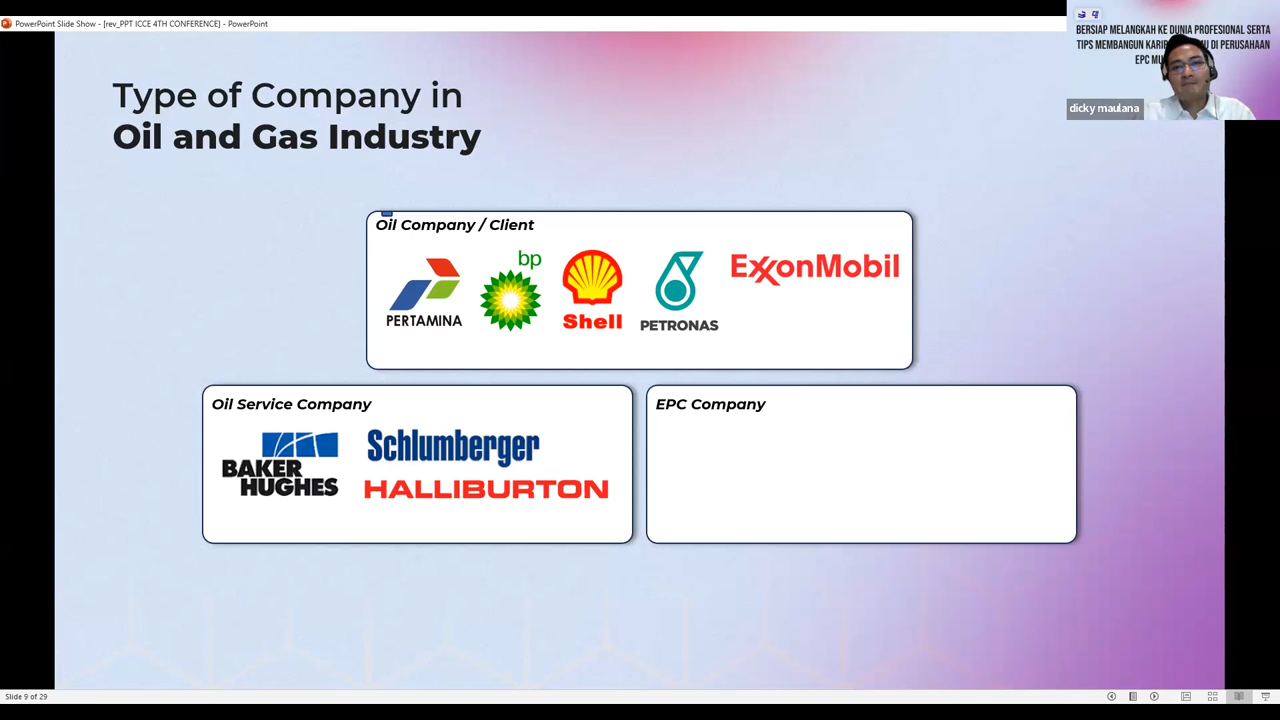 PowerPoint Slide Show - [rev_PPT ICCE 4TH CONFERENCE] - PowerPoint
BERSIAP MELANGKAH KE DUNIA PROFESIONAL SERTA
TIPS MEMBANGUN DI PERUSAHAAN
EPC
dicky maulana
Type of Company in
Oil and Gas Industry
Oil Company / Client
PERTAMINA
bp
Shell
PETRONAS
ExxonMobil
Oil Service Company
BAKER
HUGHES
Schlumberger
HALLIBURTON
EPC Company
Slide 9 of 29